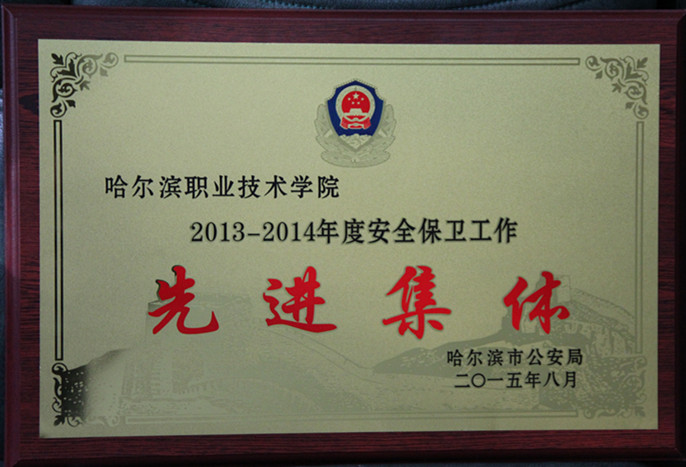 哈尔滨职业技术学院
2013-2014年度安全保卫工作
先进集体
哈尔滨市公安局
二〇一五年八月